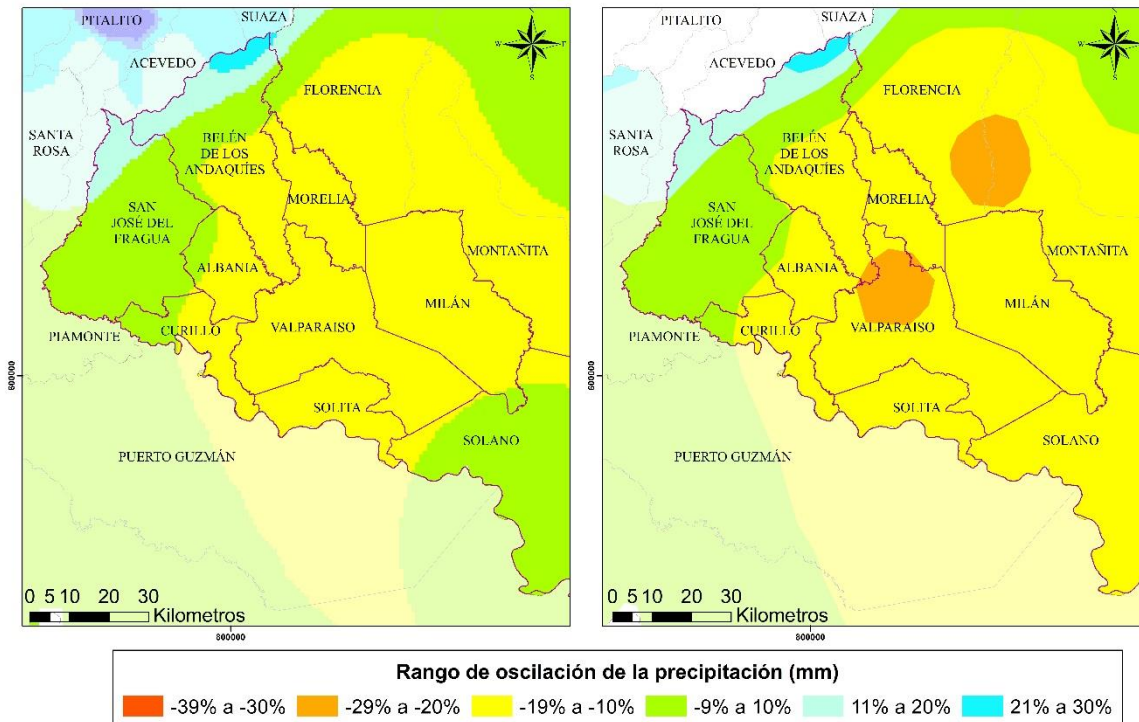 PITALITO
SUAZA
ACEVEDO
FLORENCIA
SANTA
ROSA
BELÉN
DE LOS
ANDAQUÍES
MORELIA
SAN
JOSÉ DEL
FRAGUA
MONTAÑITA
ALBANIA
MILÁN
PIAMONTE
CURILLO
VALPARAISO
SOLITA
SOLANO
PUERTO GUZMÁN
600000
0 5 10 20 30
Kilometros
800000
PITALITO
SUAZA
ACEVEDO
FLORENCIA
SANTA
ROSA
BELÉN
DE LOS
ANDAQUÍES
MORELIA
SAN
JOSÉ DEL
FRAGUA
MONTAÑITA
ALBANIA
MILÁN
PIAMONTE
CURILLO
VALPARAISO
SOLITA
SOLANO
PUERTO GUZMÁN
600000
0 5 10 20 30
Kilometros
800000
Rango de oscilación de la precipitación (mm)
-39% a -30% -29% a -20% -19% a -10% -9% a 10% 11% a 20% 21% a 30%